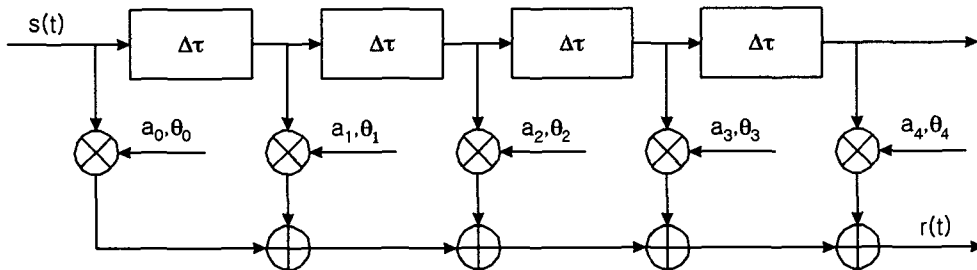 s(t) Δτ Δτ Δτ Δτ
a₀,θ₀ a₁,θ₁ a₂,θ₂ a₃,θ₃ a₄,θ₄
r(t)